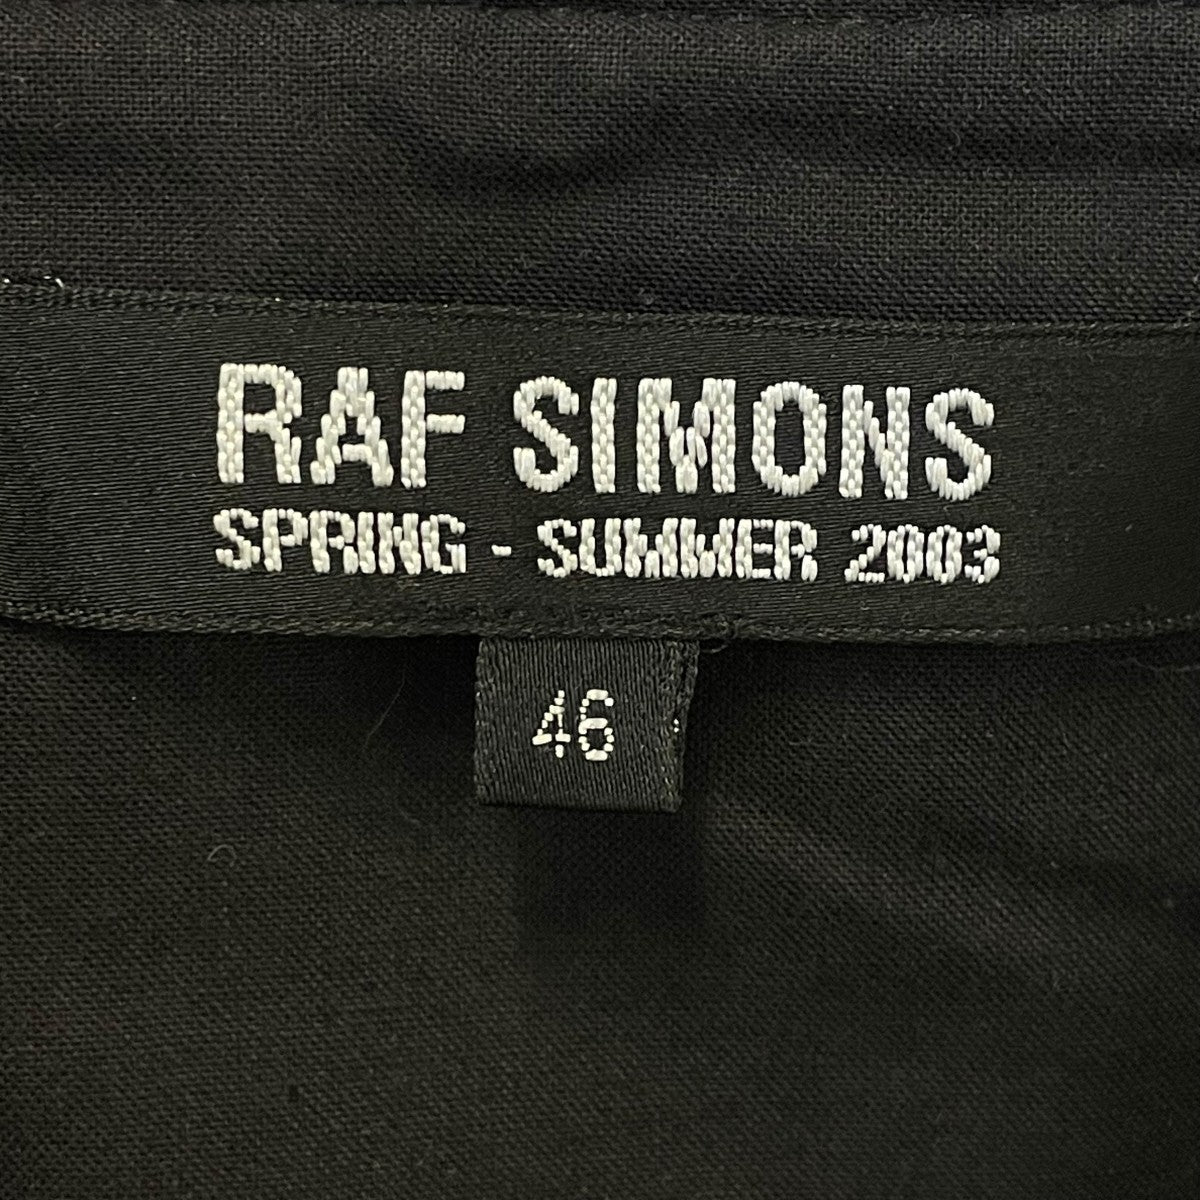 RAF SIMONS
SPRING - SUMMER 2003
46